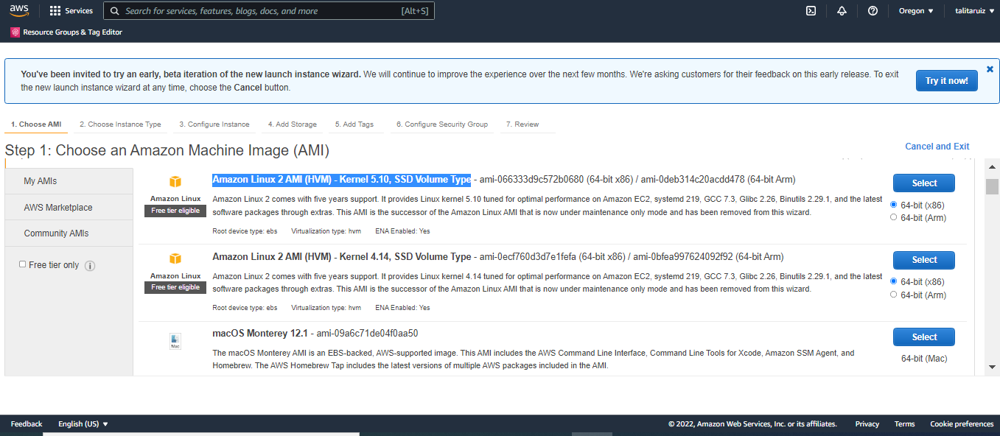 aws
Services
Search for services, features, blogs, docs, and more
[Alt+S]
Oregon
talitaruiz
Resource Groups & Tag Editor
You've been invited to try an early, beta iteration of the new launch instance wizard. We will continue to improve the experience over the next few months. We're asking customers for their feedback on this early release. To exit
the new launch instance wizard at any time, choose the Cancel button.
Try it now!
1. Choose AMI
2. Choose Instance Type
3. Configure Instance
4. Add Storage
5. Add Tags
6. Configure Security Group
7. Review
Step 1: Choose an Amazon Machine Image (AMI)
Cancel and Exit
My AMIs
AWS Marketplace
Community AMIs
Free tier only
Amazon Linux
Free tier eligible
Amazon Linux 2 AMI (HVM) - Kernel 5.10, SSD Volume Type - ami-066333d9c572b0680 (64-bit x86) / ami-0deb314c20acdd478 (64-bit Arm)
Amazon Linux 2 comes with five years support. It provides Linux kernel 5.10 tuned for optimal performance on Amazon EC2, systemd 219, GCC 7.3, Glibc 2.26, Binutils 2.29.1, and the latest
software packages through extras. This AMI is the successor of the Amazon Linux AMI that is now under maintenance only mode and has been removed from this wizard.
Root device type: ebs
Virtualization type: hvm
ENA Enabled: Yes
Select
64-bit (x86)
64-bit (Arm)
Amazon Linux
Free tier eligible
Amazon Linux 2 AMI (HVM) - Kernel 4.14, SSD Volume Type - ami-0ecf760d3d7e1fefa (64-bit x86) / ami-0bfea997624092f92 (64-bit Arm)
Amazon Linux 2 comes with five years support. It provides Linux kernel 4.14 tuned for optimal performance on Amazon EC2, systemd 219, GCC 7.3, Glibc 2.26, Binutils 2.29.1, and the latest
software packages through extras. This AMI is the successor of the Amazon Linux AMI that is now under maintenance only mode and has been removed from this wizard.
Root device type: ebs
Virtualization type: hvm
ENA Enabled: Yes
Select
64-bit (x86)
64-bit (Arm)
Mac
macOS Monterey 12.1 - ami-09a6c71de04f0aa50
The macOS Monterey AMI is an EBS-backed, AWS-supported image. This AMI includes the AWS Command Line Interface, Command Line Tools for Xcode, Amazon SSM Agent, and
Homebrew. The AWS Homebrew Tap includes the latest versions of multiple AWS packages included in the AMI.
Select
64-bit (Mac)
Feedback
English (US)
© 2022, Amazon Web Services, Inc. or its affiliates.
Privacy
Terms
Cookie preferences